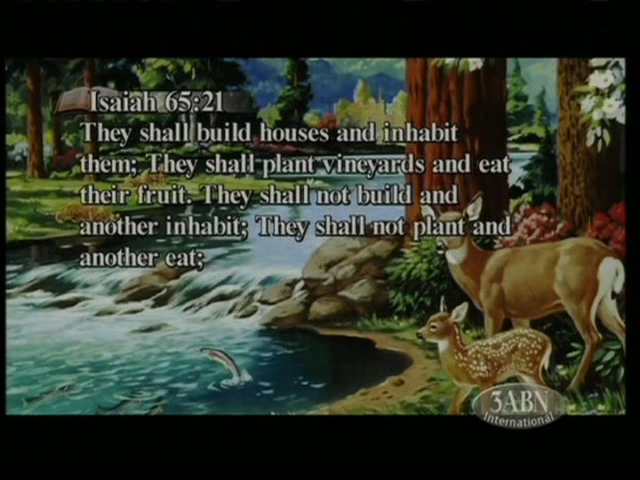 Isaiah 65:21
They shall build houses and inhabit
them; They shall plant vineyards and eat
their fruit. They shall not build and
another inhabit; They shall not plant and
another eat;
3ABN
International